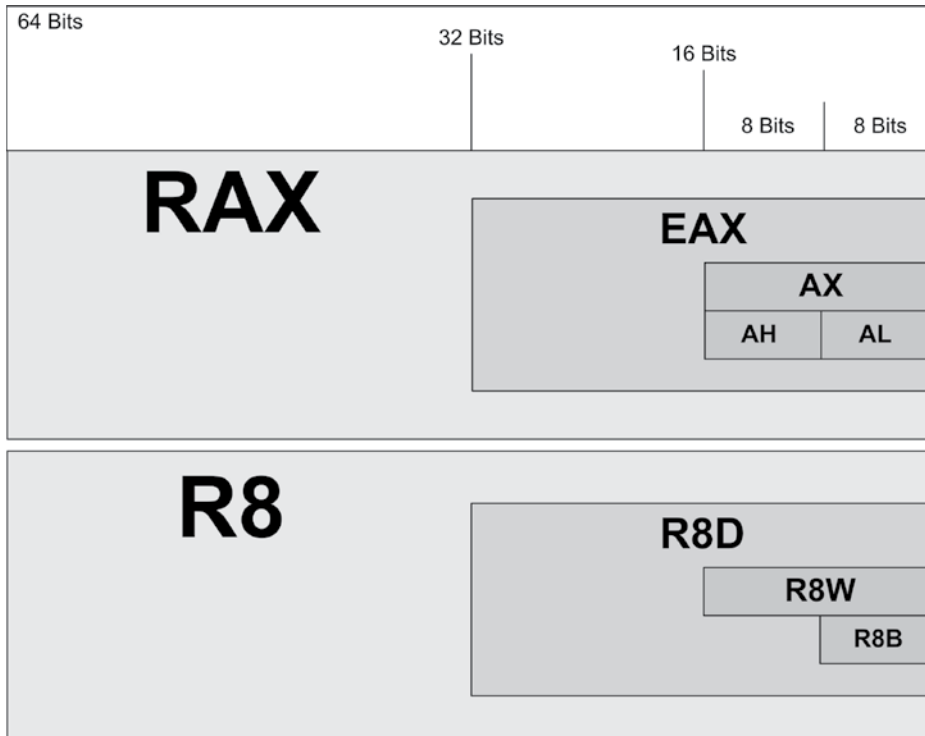 64 Bits
32 Bits
16 Bits
8 Bits 8 Bits
RAX
EAX
AX
AH AL
R8
R8D
R8W
R8B